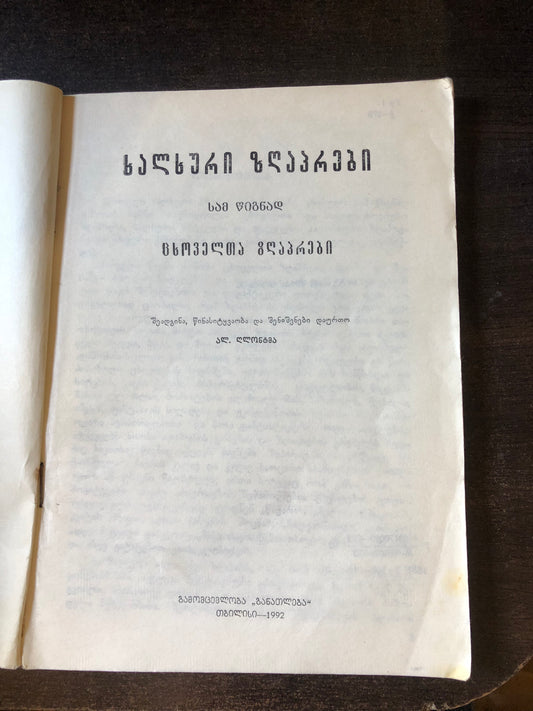 ხალხური ზღაპრები
სამ წიგნად
ცხოველთა ზღაპრები
შეადგინა, წინასიტყვაობა და შენიშვნები დაურთო
ალ. ღლონტმა
გამომცემლობა „განათლება“
თბილისი—1992